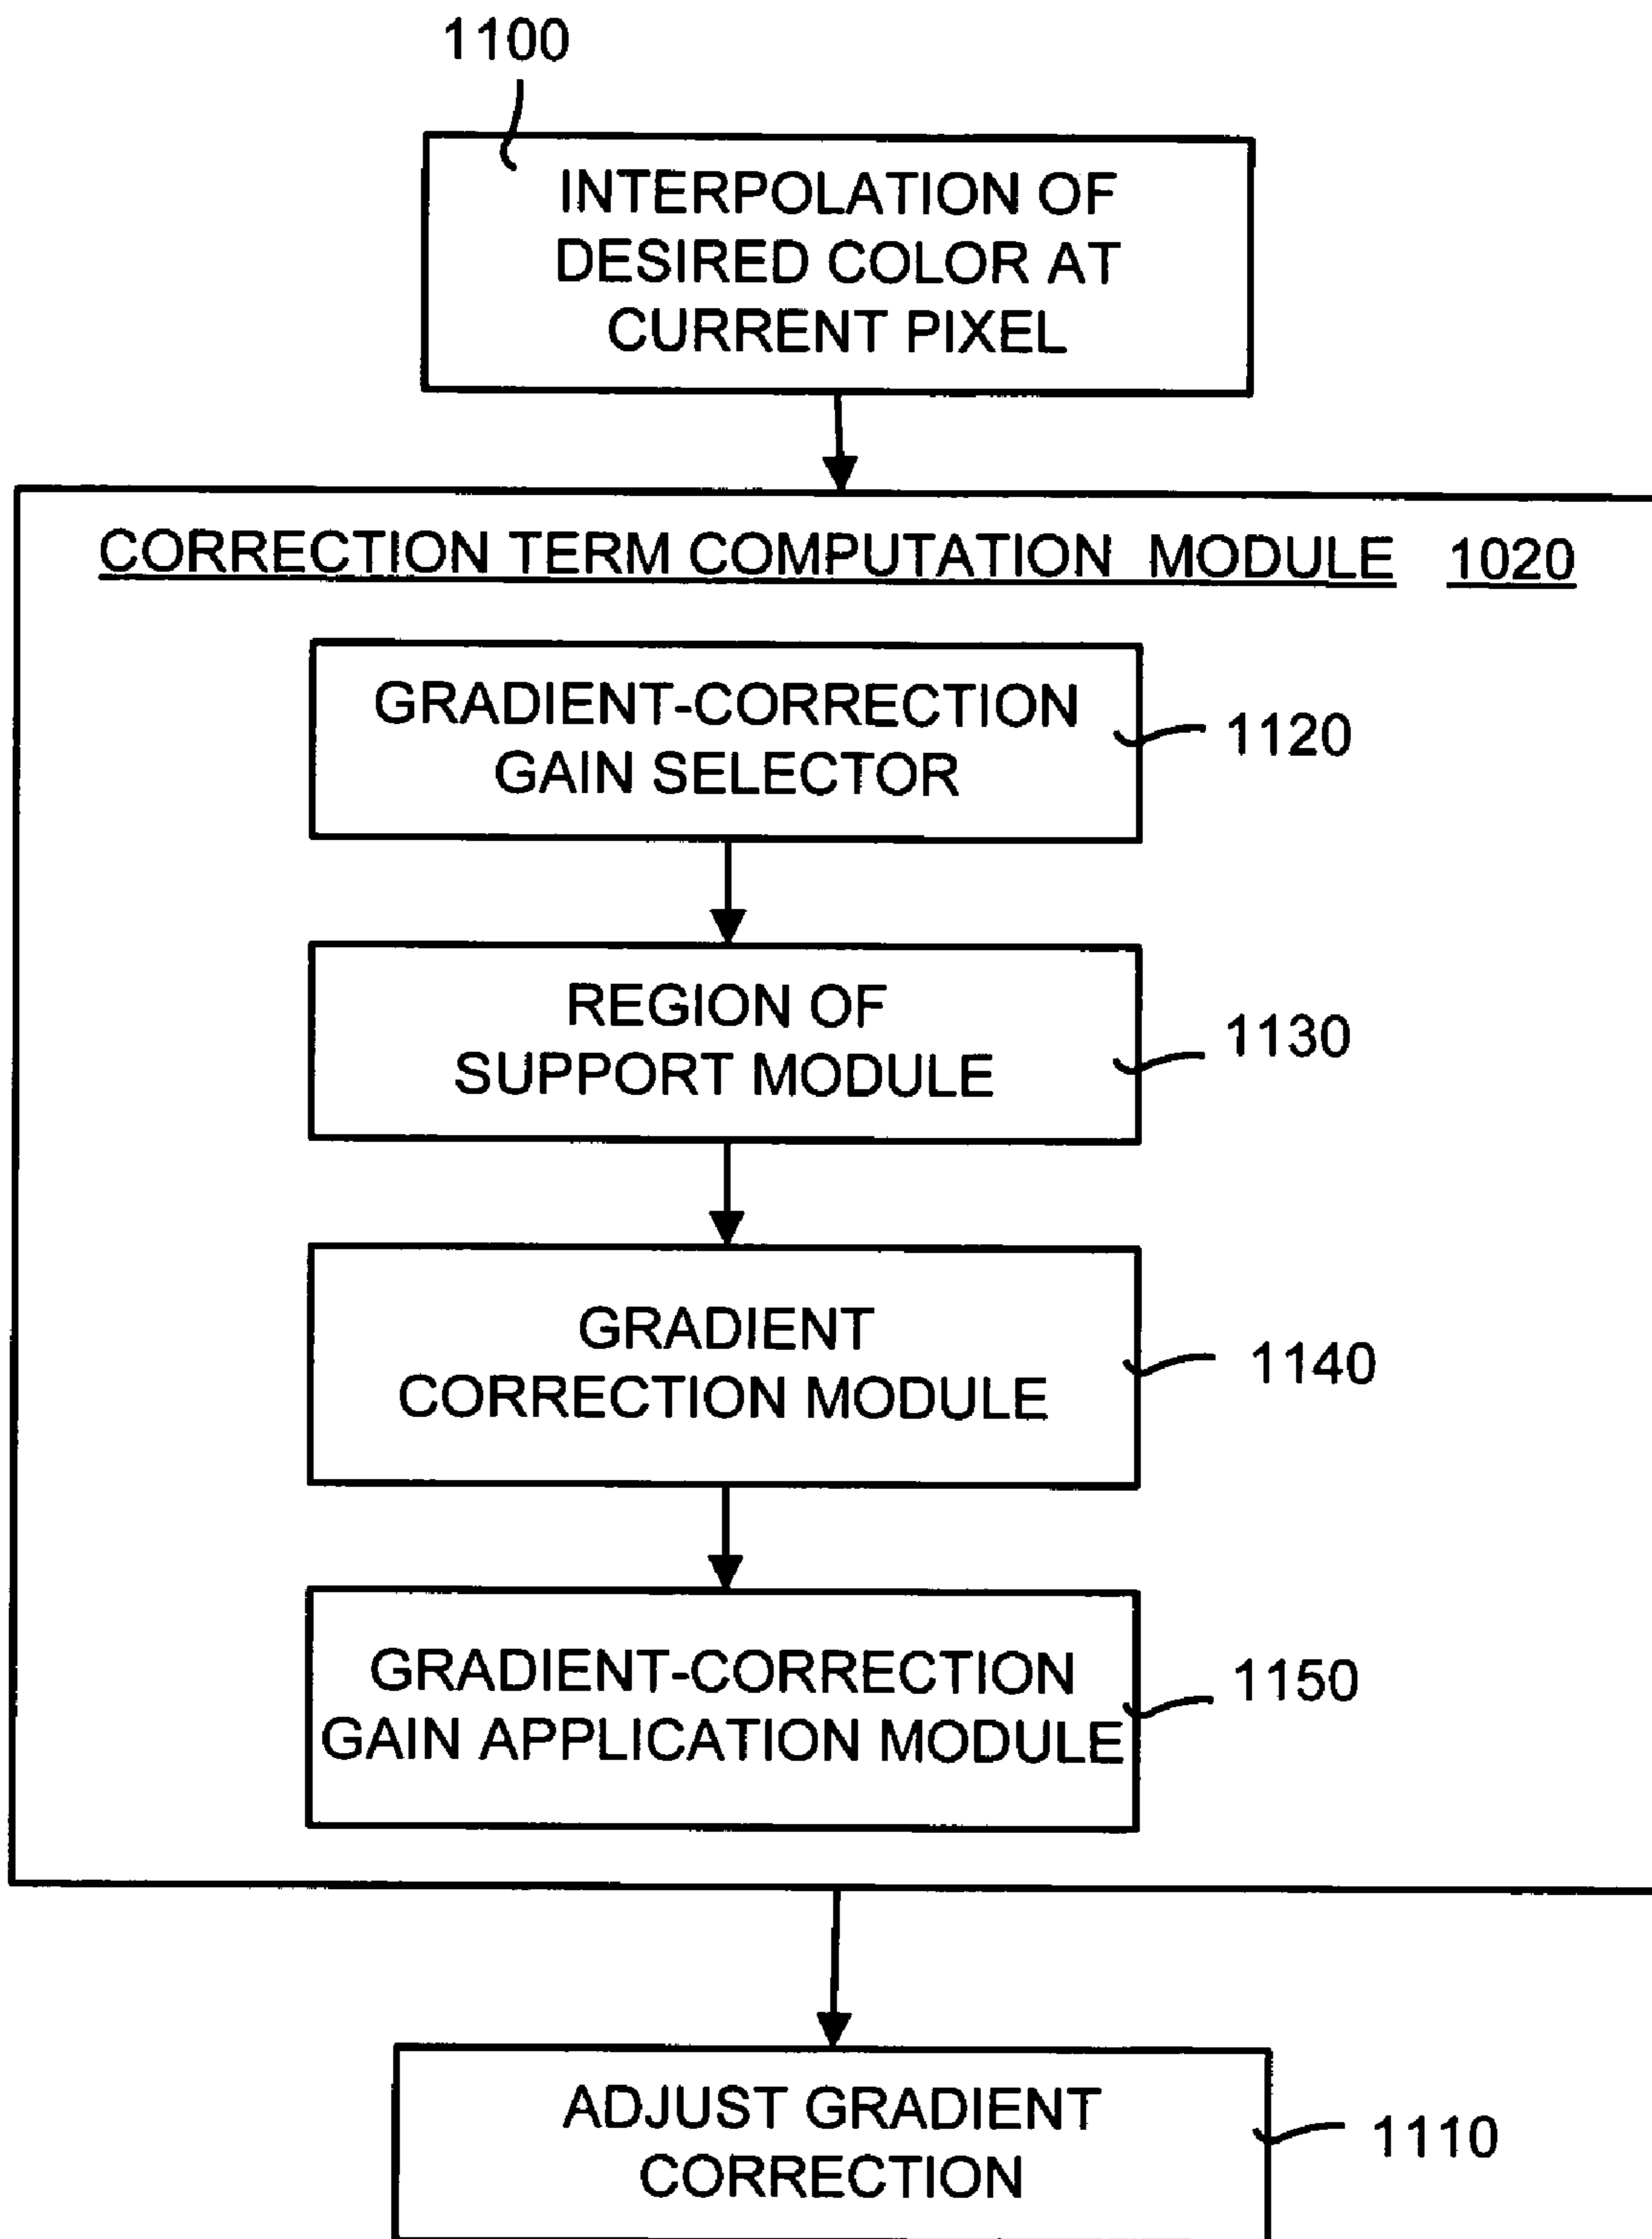 1100
INTERPOLATION OF
DESIRED COLOR AT
CURRENT PIXEL
CORRECTION TERM COMPUTATION MODULE 1020
GRADIENT-CORRECTION
GAIN SELECTOR
1120
REGION OF
SUPPORT MODULE
1130
GRADIENT
CORRECTION MODULE
1140
GRADIENT-CORRECTION
GAIN APPLICATION MODULE
1150
ADJUST GRADIENT
CORRECTION
1110